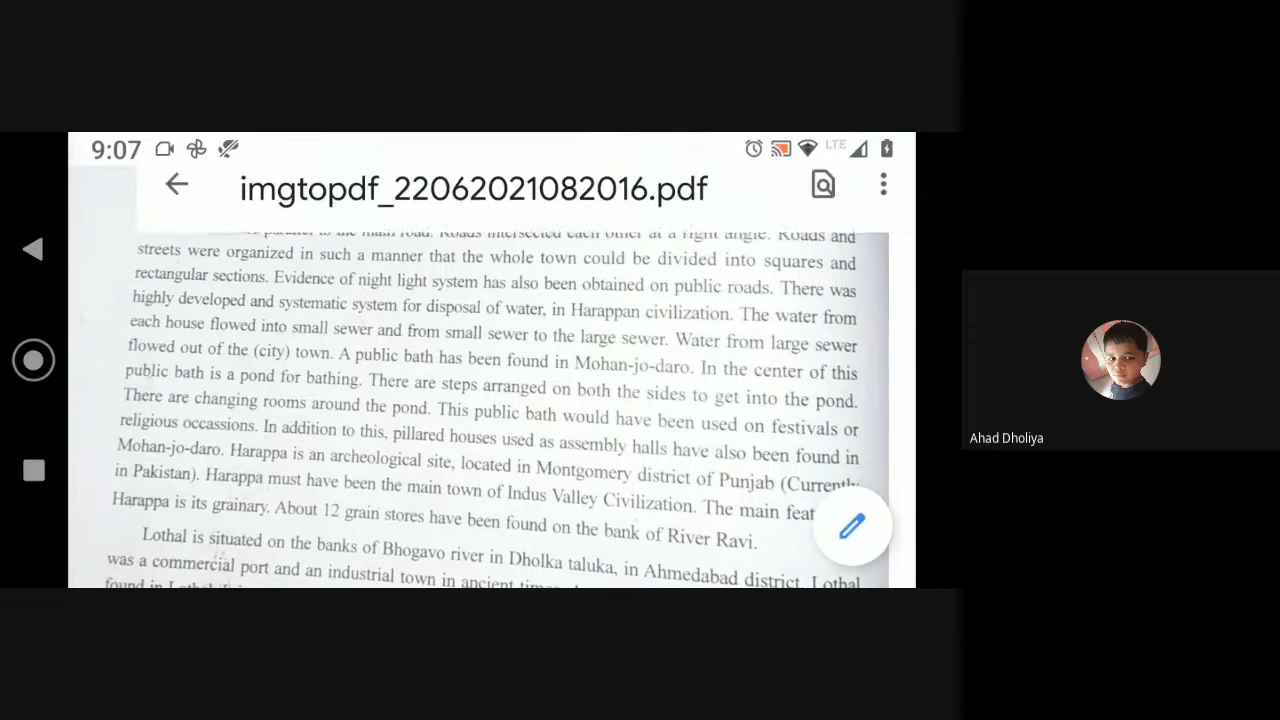 9:07
LTE
imgtopdf_22062021082016.pdf
to the main road. Roads intersected each other at a right angle. Roads and
streets were organized in such a manner that the whole town could be divided into squares and
rectangular sections. Evidence of night light system has also been obtained on public roads. There was
highly developed and systematic system for disposal of water, in Harappan civilization. The water from
each house flowed into small sewer and from small sewer to the large sewer. Water from large sewer
flowed out of the (city) town. A public bath has been found in Mohan-jo-daro. In the center of this
public bath is a pond for bathing. There are steps arranged on both the sides to get into the pond.
There are changing rooms around the pond. This public bath would have been used on festivals or
religious occassions. In addition to this, pillared houses used as assembly halls have also been found in
Mohan-jo-daro. Harappa is an archeological site, located in Montgomery district of Punjab (Currently
in Pakistan). Harappa must have been the main town of Indus Valley Civilization. The main feat
Harappa is its grainary. About 12 grain stores have been found on the bank of River Ravi.
Lothal is situated on the banks of Bhogavo river in Dholka taluka, in Ahmedabad district. Lothal
was a commercial port and an industrial town in ancient
found in
Ahad Dholiya